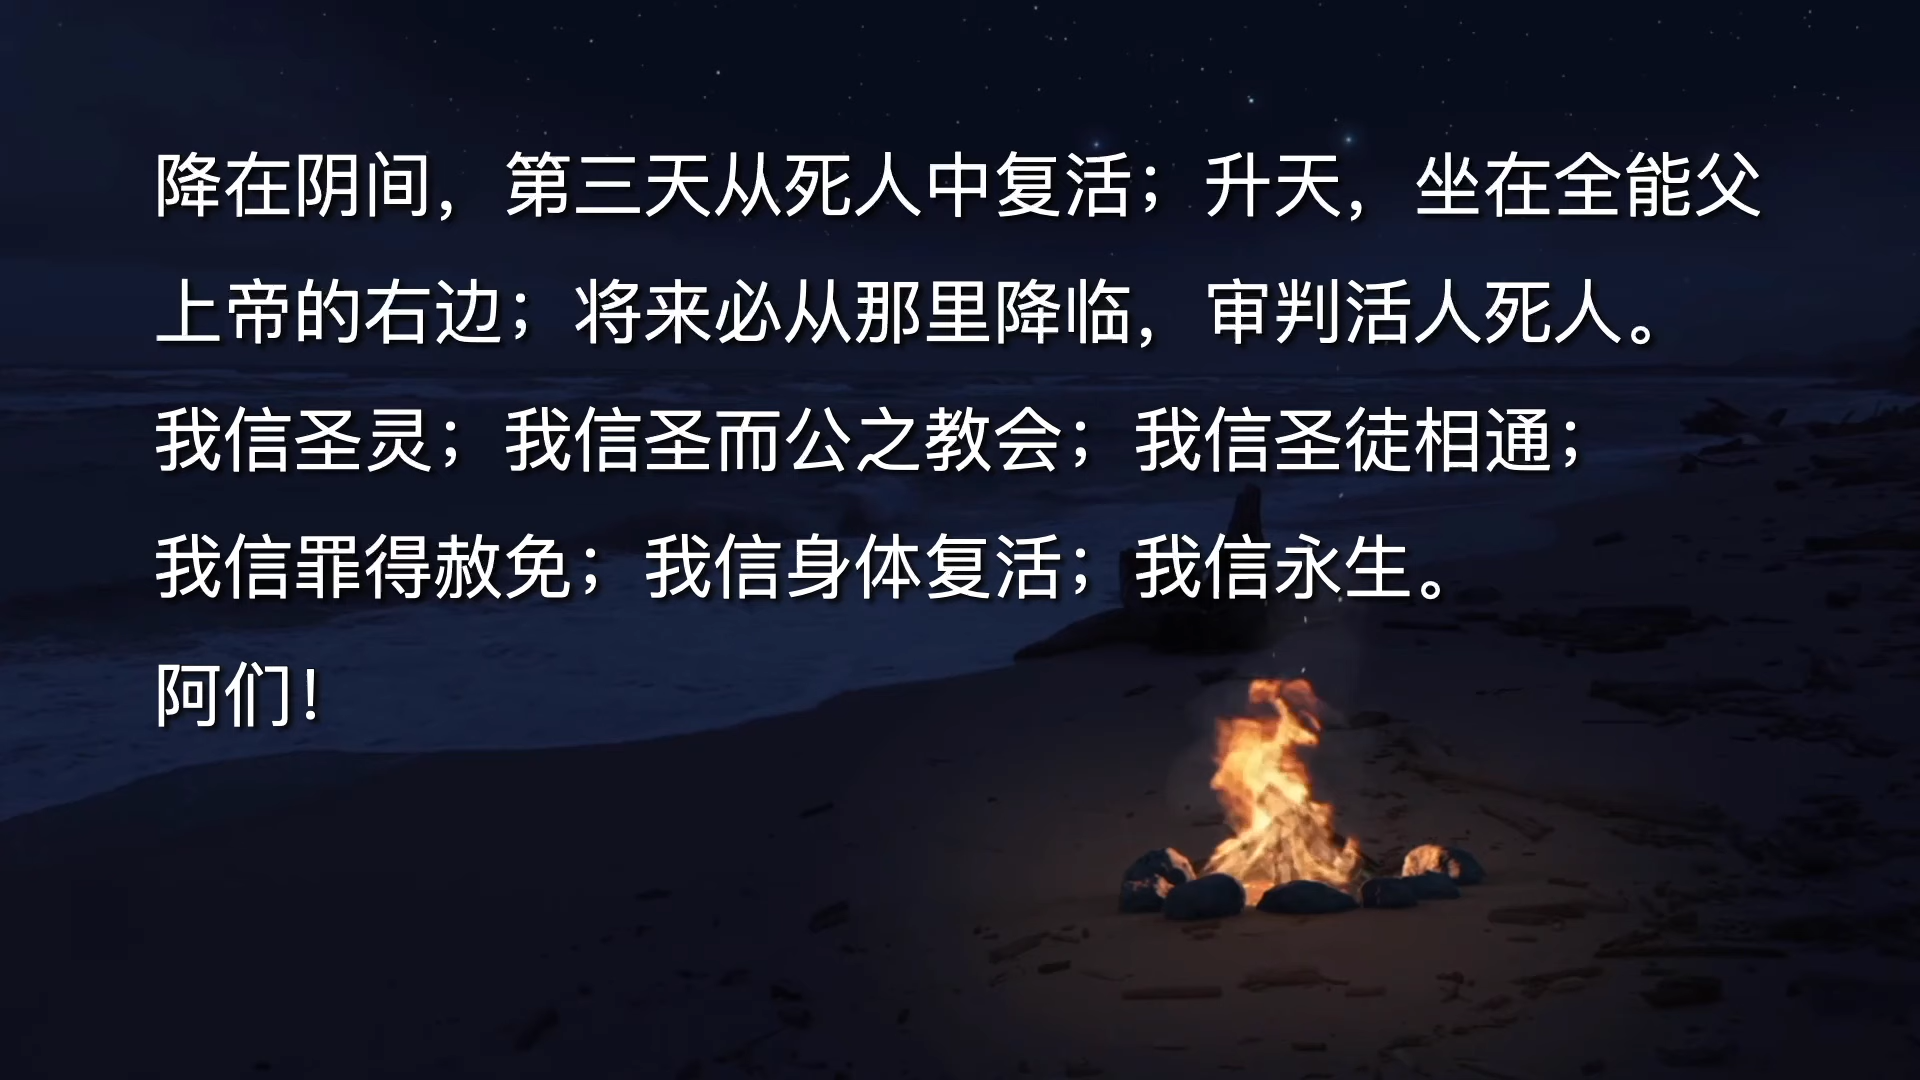 降在阴间，第三天从死人中复活；升天，坐在全能父
上帝的右边；将来必从那里降临，审判活人死人。
我信圣灵；我信圣而公之教会；我信圣徒相通；
我信罪得赦免；我信身体复活；我信永生。
阿们！